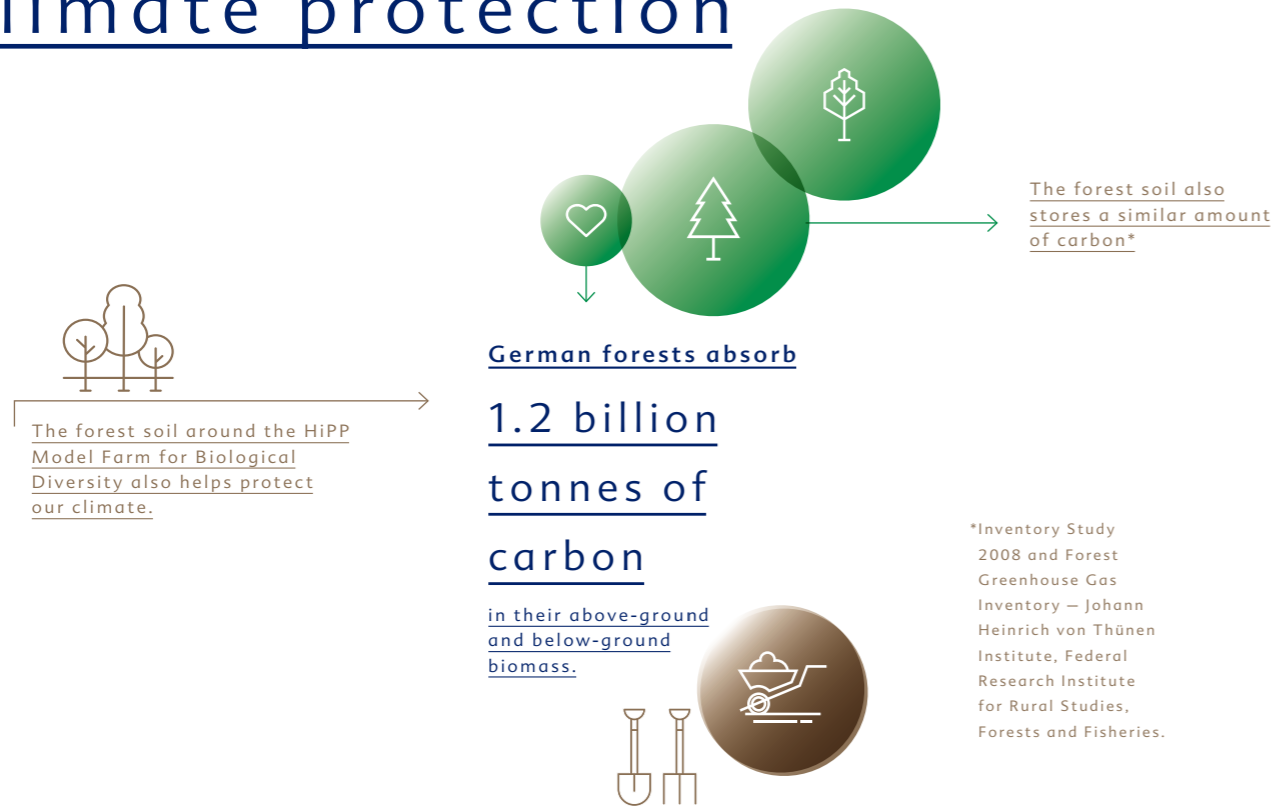 limate protection
The forest soil also
stores a similar amount
of carbon*
German forests absorb
1.2 billion
tonnes of
carbon
in their above-ground
and below-ground
biomass.
The forest soil around the HiPP
Model Farm for Biological
Diversity also helps protect
our climate.
*Inventory Study
2008 and Forest
Greenhouse Gas
Inventory — Johann
Heinrich von Thünen
Institute, Federal
Research Institute
for Rural Studies,
Forests and Fisheries.